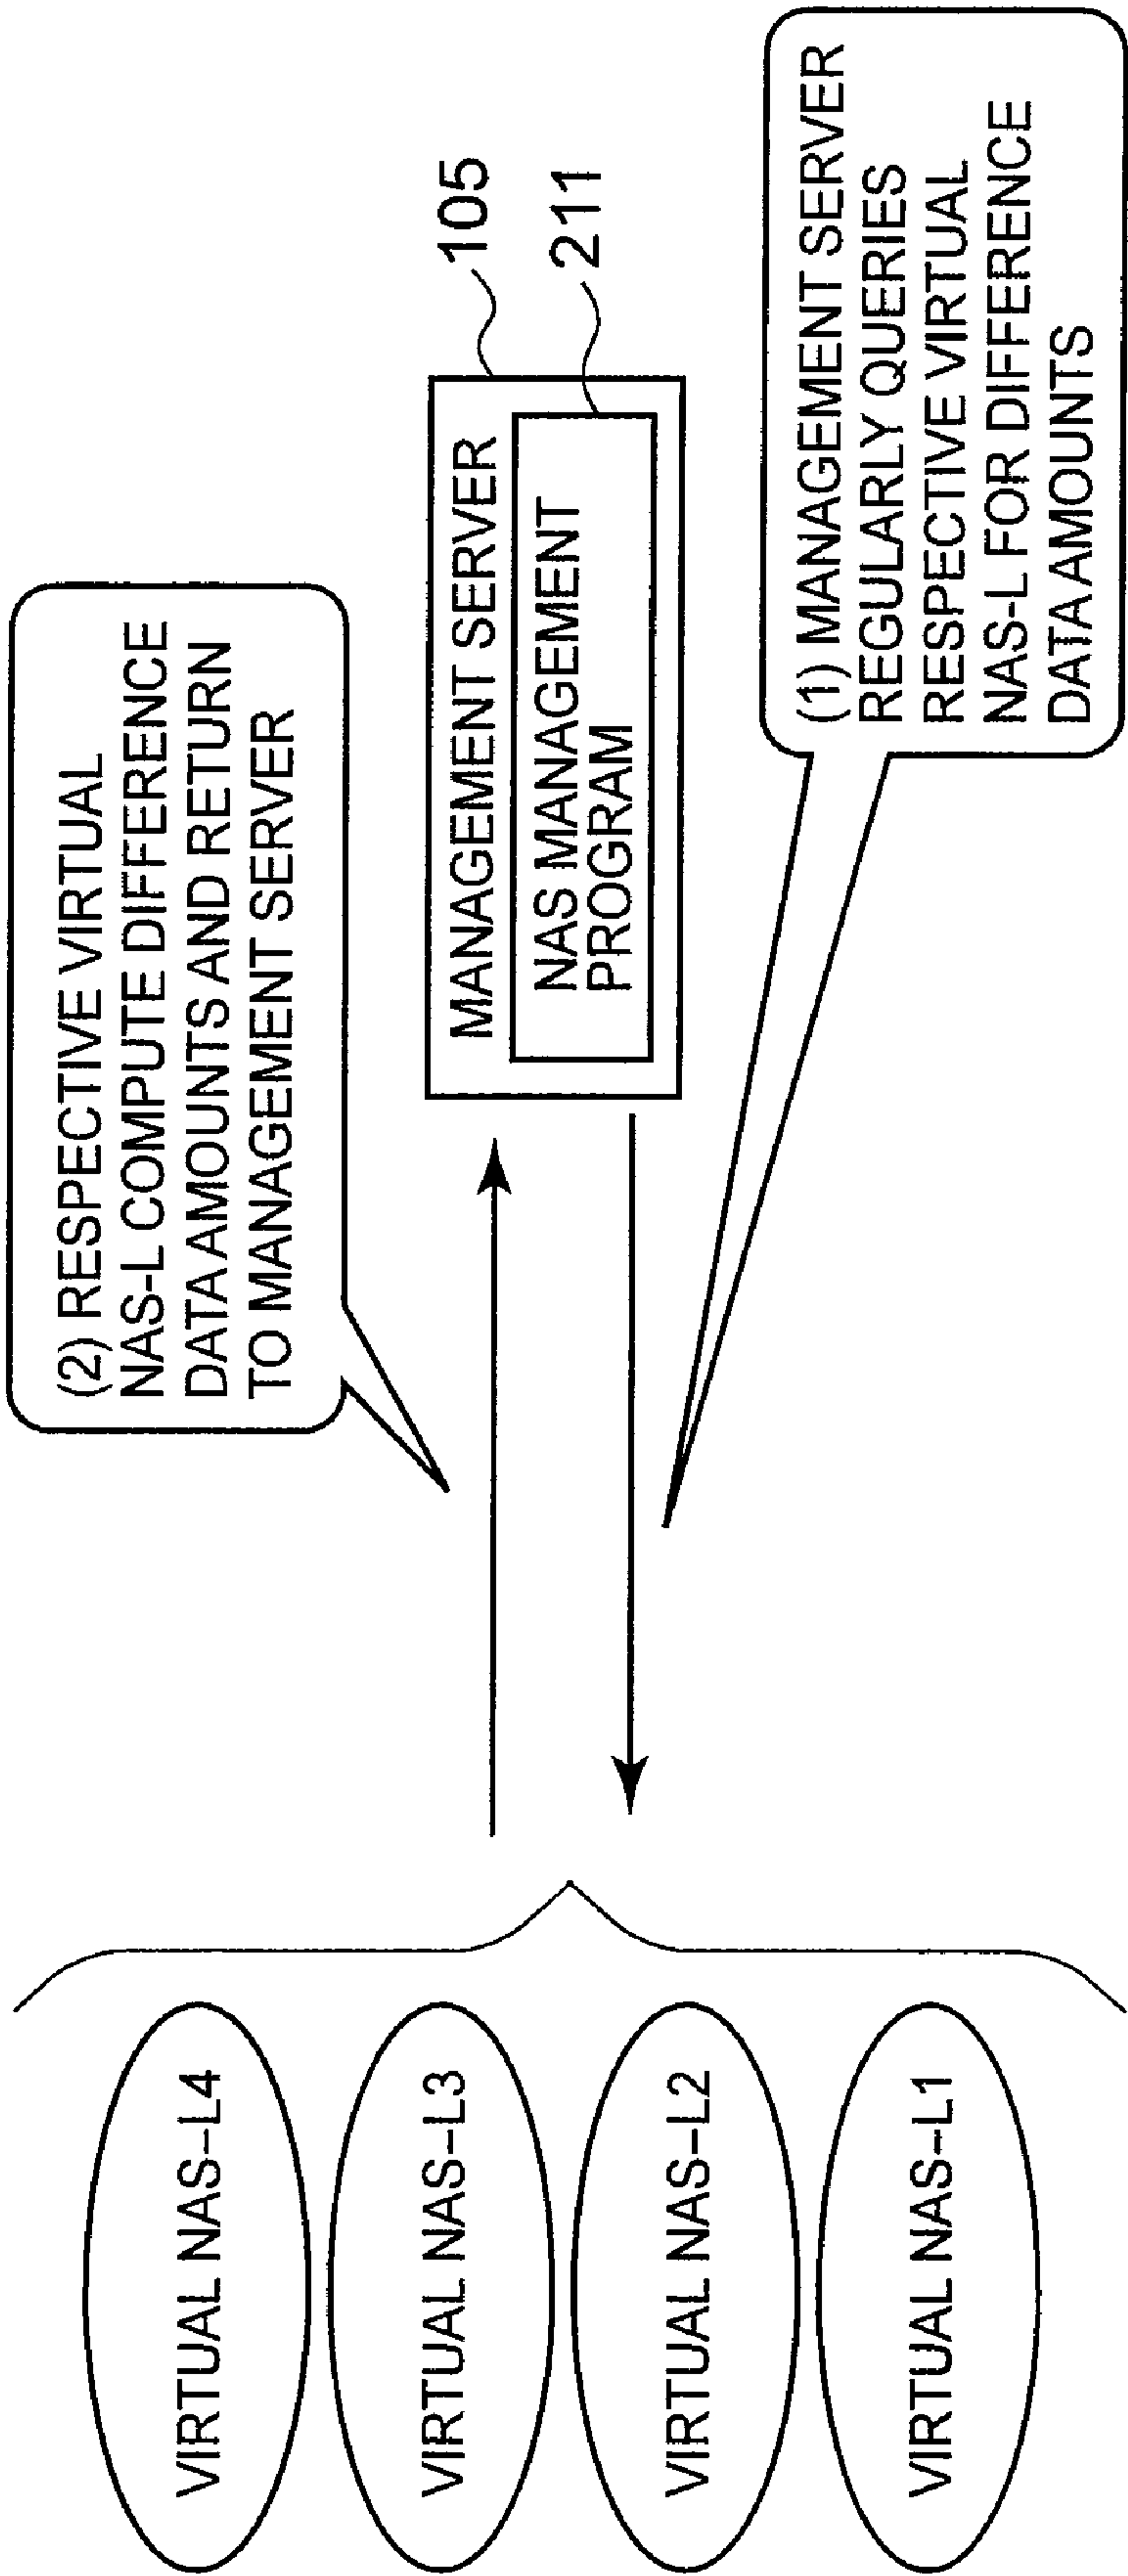 (2) RESPECTIVE VIRTUAL
NAS-L COMPUTE DIFFERENCE
DATA AMOUNTS AND RETURN
TO MANAGEMENT SERVER
VIRTUAL NAS-L4
VIRTUAL NAS-L3
VIRTUAL NAS-L2
VIRTUAL NAS-L1
MANAGEMENT SERVER
NAS MANAGEMENT
PROGRAM
105
211
(1) MANAGEMENT SERVER
REGULARLY QUERIES
RESPECTIVE VIRTUAL
NAS-L FOR DIFFERENCE
DATA AMOUNTS